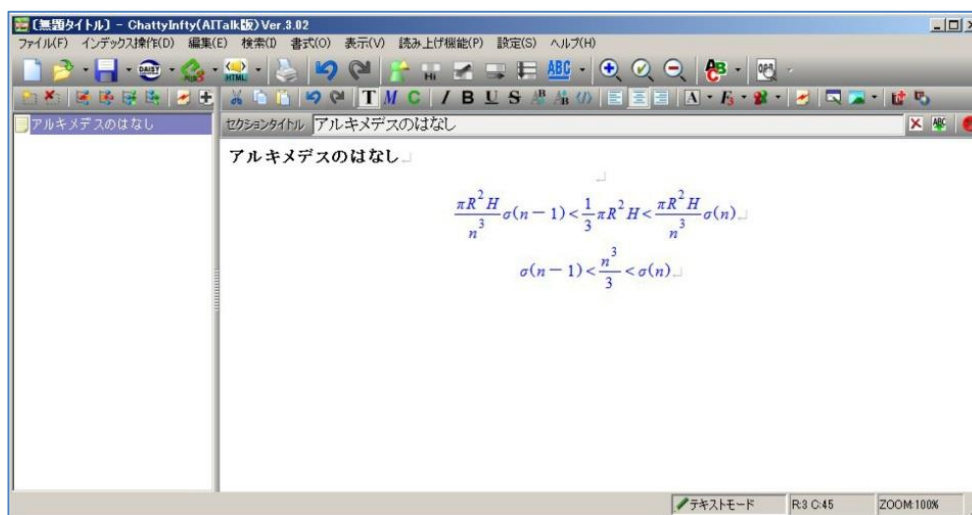 〔無題タイトル〕 - ChattyInfty(AITalk版) Ver.3.02
ファイル(F) インデックス操作(D) 編集(E) 検索(I) 書式(O) 表示(V) 読み上げ機能(P) 設定(S) ヘルプ(H)
DAISY HTML Hi ABC
T M C I B U S A
アルキメデスのはなし セクションタイトル アルキメデスのはなし ABC
アルキメデスのはなし
πR²H/n³ σ(n−1)<1/3 πR²H<πR²H/n³ σ(n)
σ(n−1)<n³/3<σ(n)
テキストモード R:3 C:45 ZOOM:100%